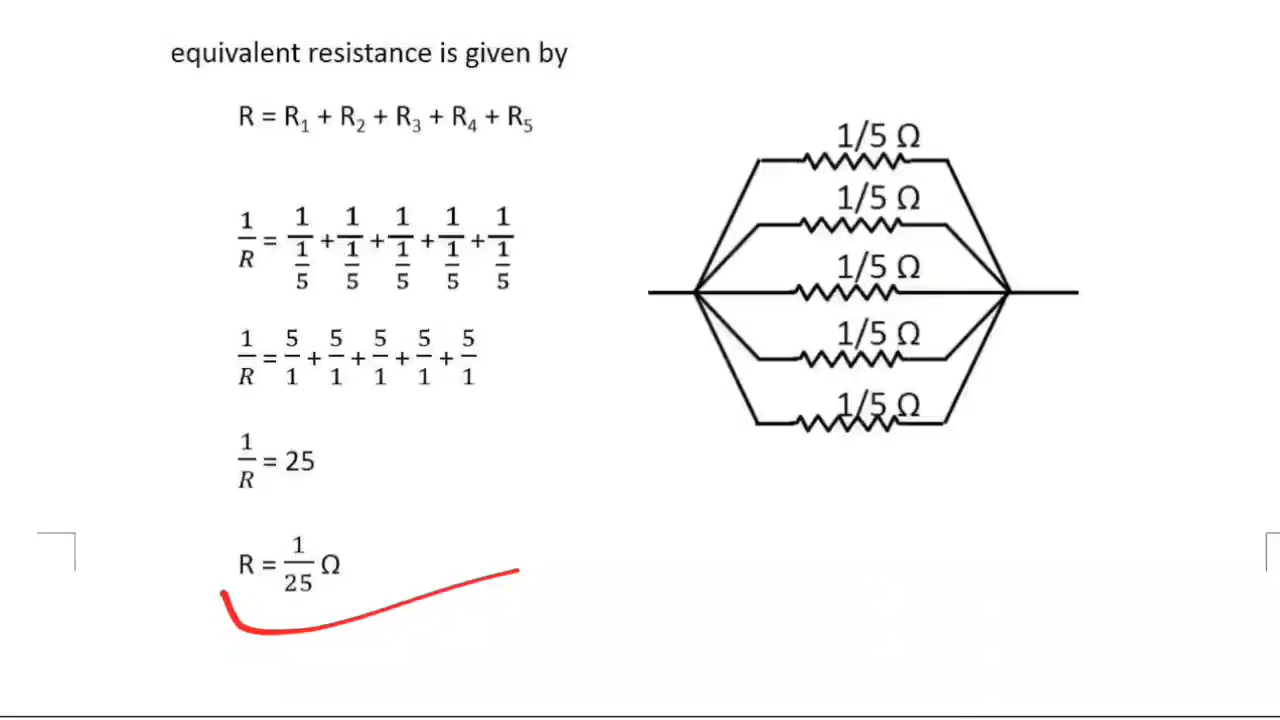 equivalent resistance is given by
R = R₁ + R₂ + R₃ + R₄ + R₅
1/R = 1/(1/5) + 1/(1/5) + 1/(1/5) + 1/(1/5) + 1/(1/5)
1/R = 5/1 + 5/1 + 5/1 + 5/1 + 5/1
1/R = 25
R = 1/25 Ω
1/5 Ω
1/5 Ω
1/5 Ω
1/5 Ω
1/5 Ω